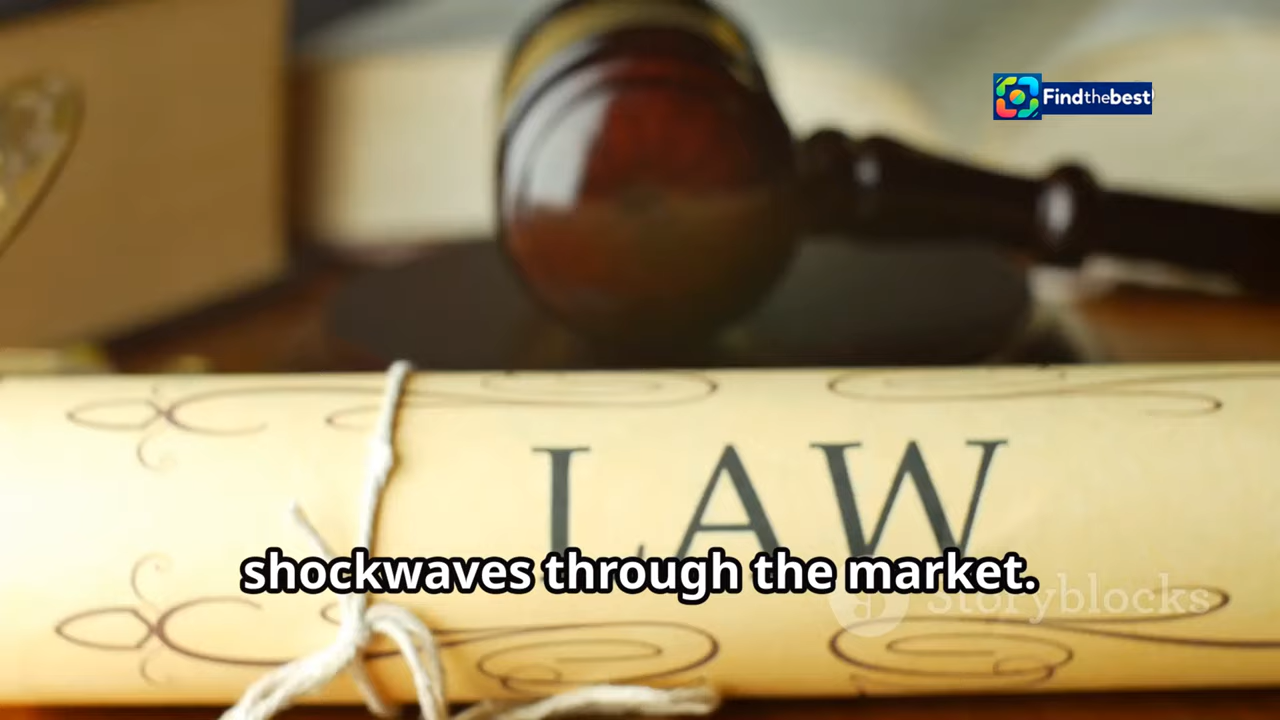 Findthebest
LAW
shockwaves through the market.
Storyblocks